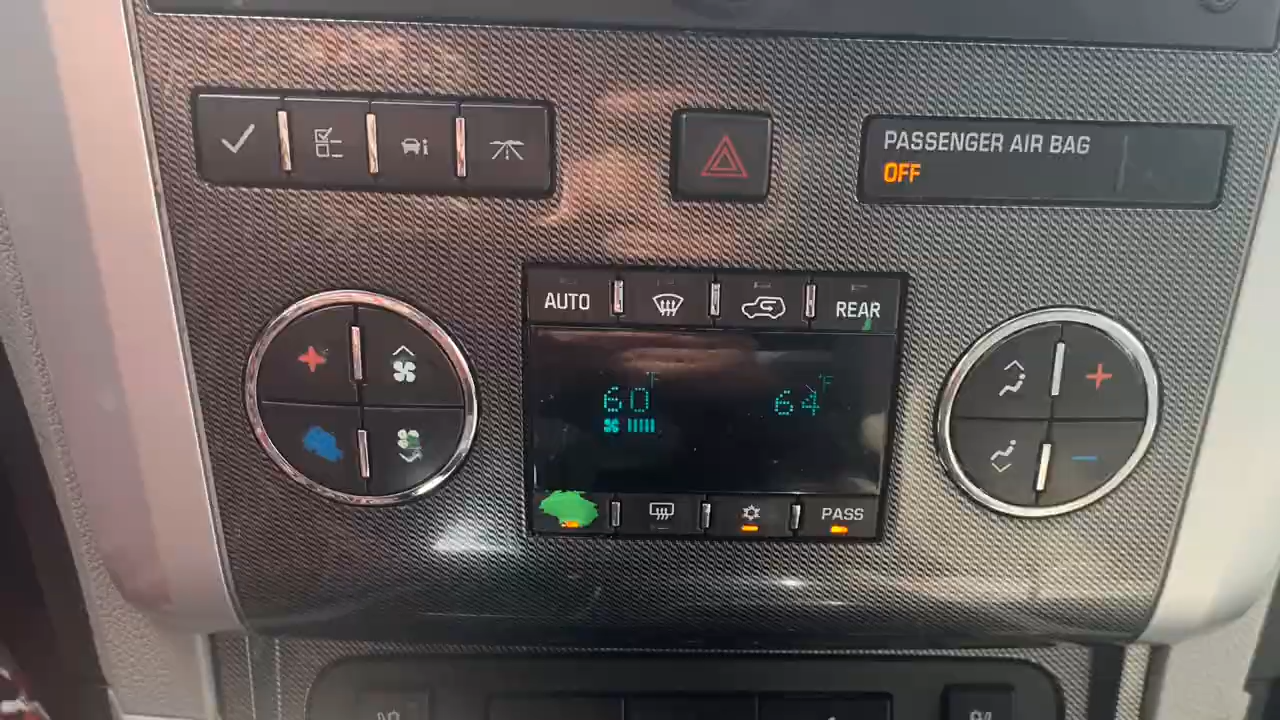 PASSENGER AIR BAG
OFF
AUTO
REAR
60°F
64°F
PASS